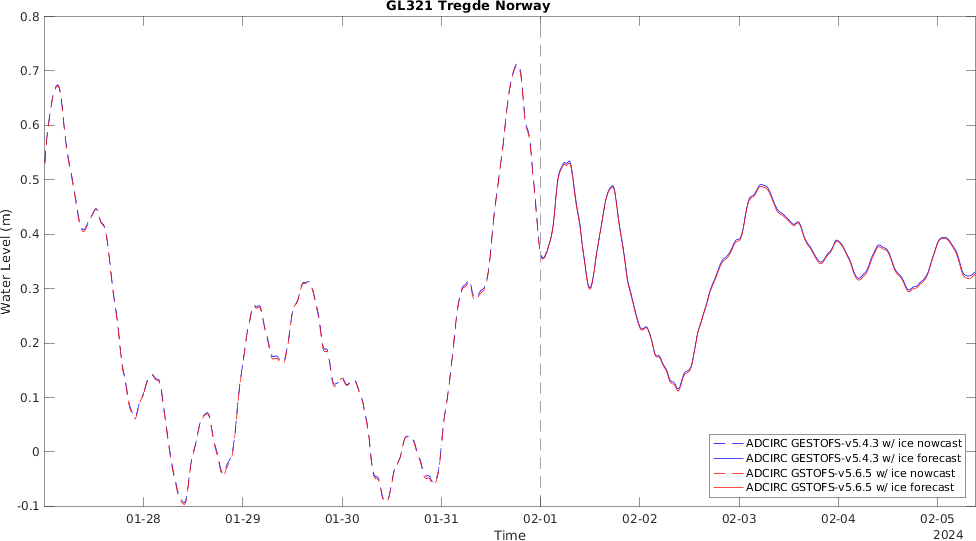 GL321 Tregde Norway
0.8
0.7
0.6
0.5
0.4
0.3
0.2
0.1
0
-0.1
Water Level (m)
ADCIRC GESTOFS-v5.4.3 w/ ice nowcast
ADCIRC GESTOFS-v5.4.3 w/ ice forecast
ADCIRC GSTOFS-v5.6.5 w/ ice nowcast
ADCIRC GSTOFS-v5.6.5 w/ ice forecast
01-28 01-29 01-30 01-31 02-01 02-02 02-03 02-04 02-05
Time 2024